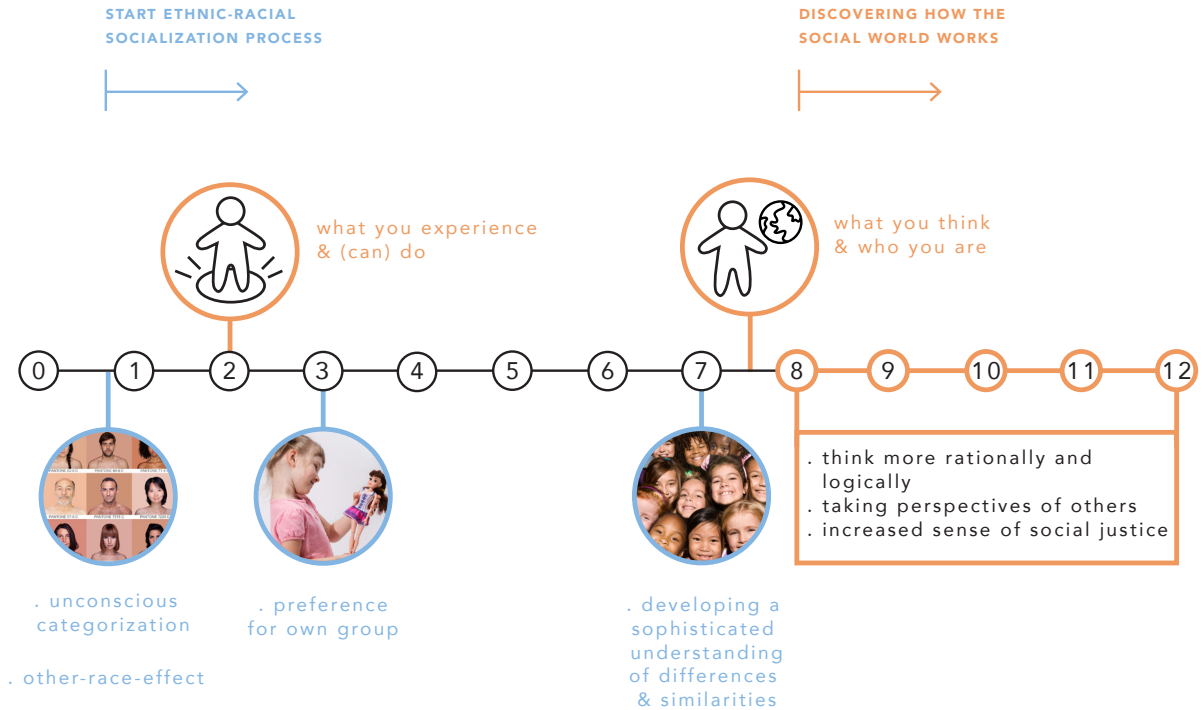 START ETHNIC-RACIAL
SOCIALIZATION PROCESS
DISCOVERING HOW THE
SOCIAL WORLD WORKS
what you experience
& (can) do
what you think
& who you are
0
1
2
3
4
5
6
7
8
9
10
11
12
. unconscious
categorization
. other-race-effect
. preference
for own group
. developing a
sophisticated
understanding
of differences
& similarities
. think more rationally and
logically
. taking perspectives of others
. increased sense of social justice